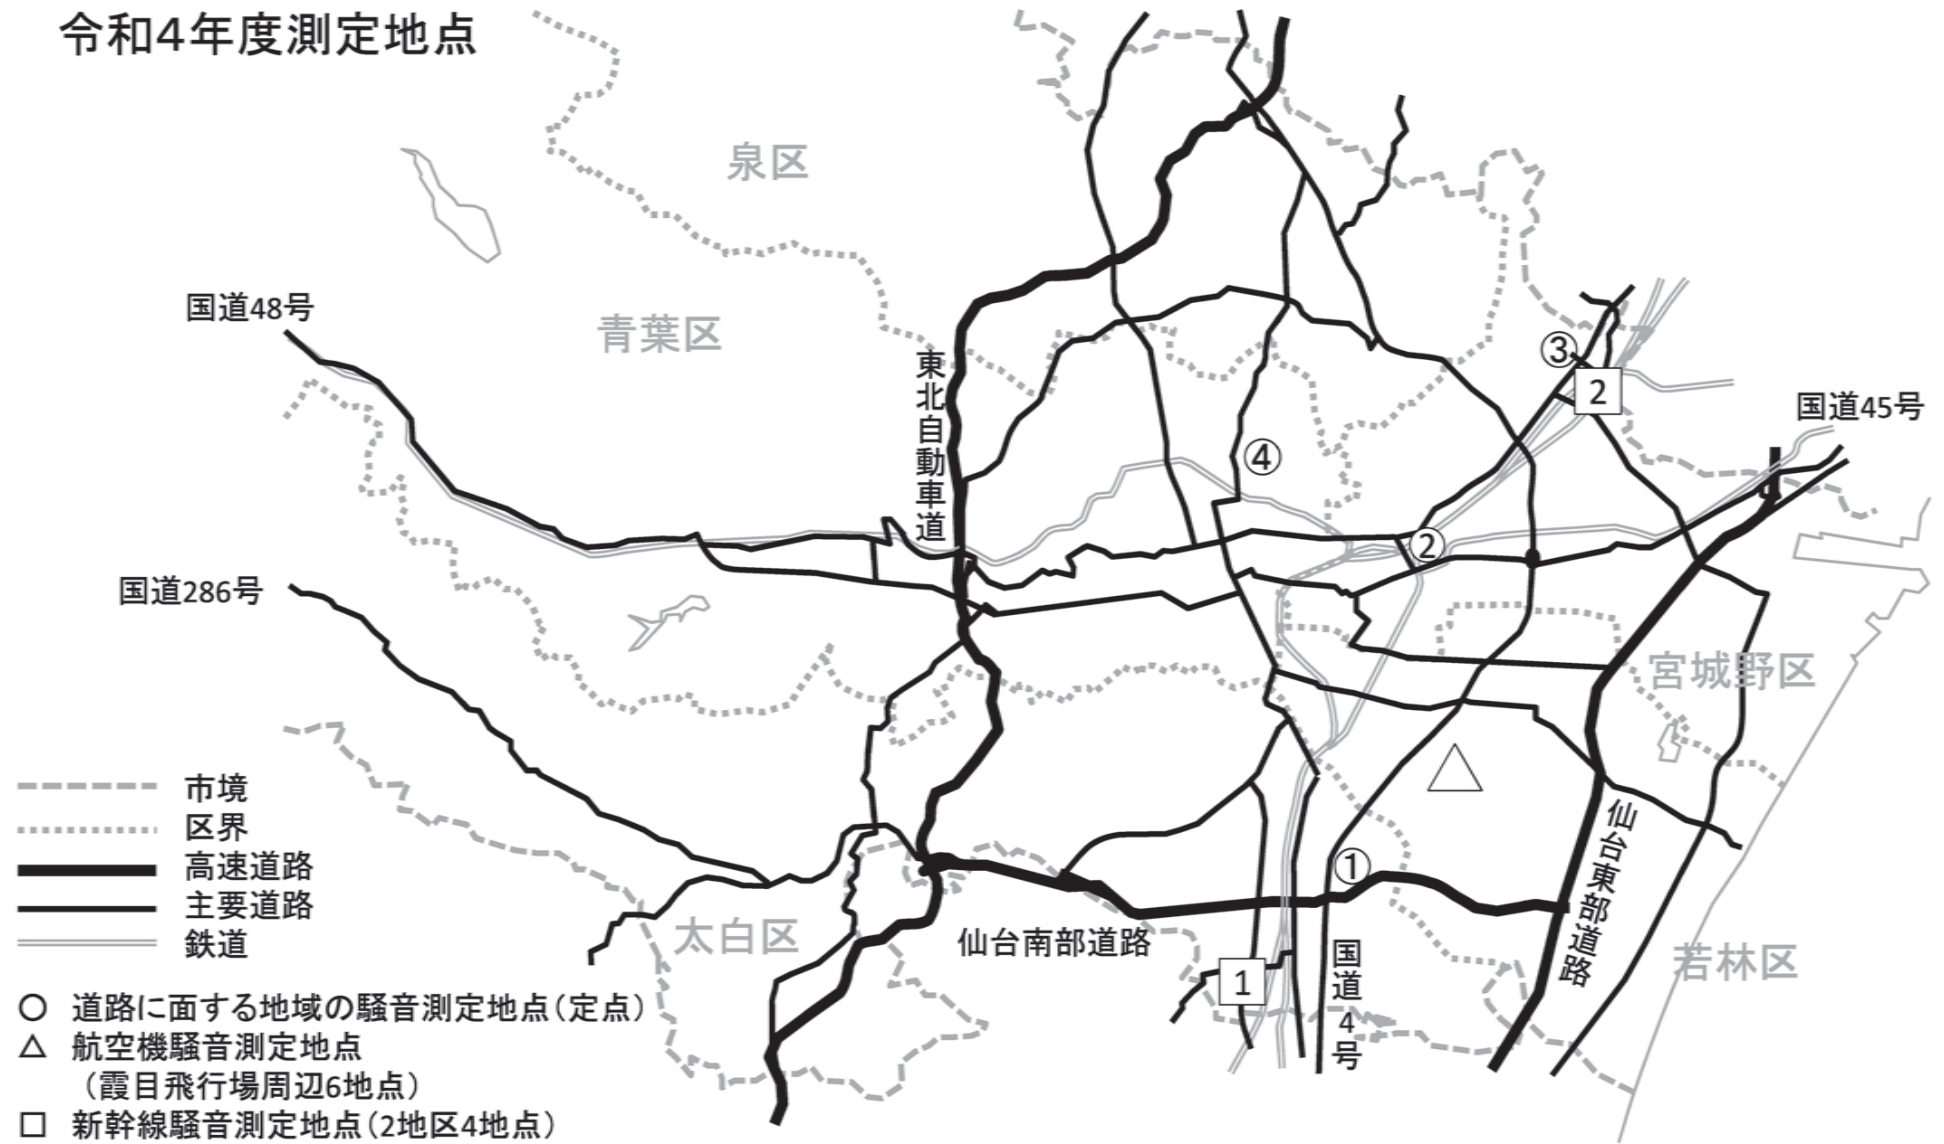 令和4年度測定地点
泉区
国道48号
青葉区
③
2
東北自動車道
国道45号
④
②
国道286号
宮城野区
市境
区界
高速道路
主要道路
鉄道
仙台東部道路
①
太白区
仙台南部道路
国道4号
若林区
1
○ 道路に面する地域の騒音測定地点(定点)
△ 航空機騒音測定地点
(霞目飛行場周辺6地点)
□ 新幹線騒音測定地点(2地区4地点)